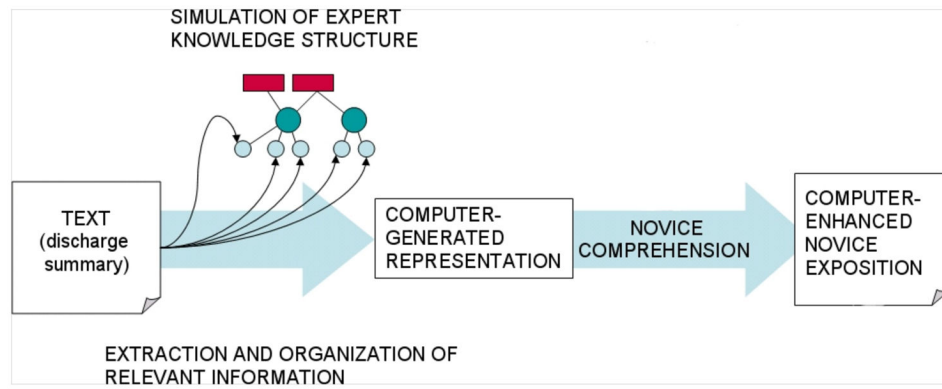 SIMULATION OF EXPERT
KNOWLEDGE STRUCTURE
TEXT
(discharge
summary)
COMPUTER-
GENERATED
REPRESENTATION
NOVICE
COMPREHENSION
COMPUTER-
ENHANCED
NOVICE
EXPOSITION
EXTRACTION AND ORGANIZATION OF
RELEVANT INFORMATION